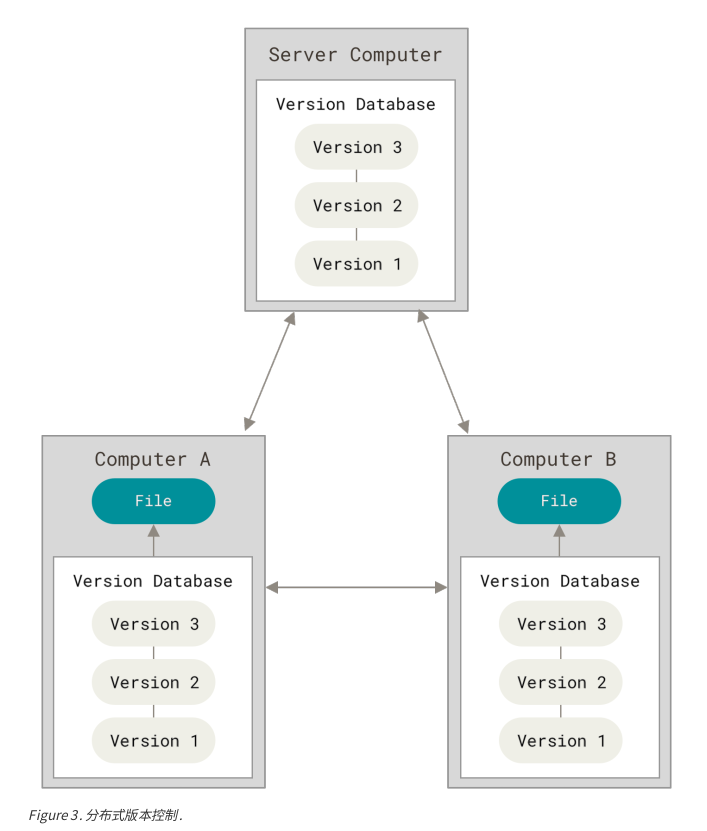 Server Computer
Version Database
Version 3
Version 2
Version 1
Computer A
File
Version Database
Version 3
Version 2
Version 1
Computer B
File
Version Database
Version 3
Version 2
Version 1
Figure 3. 分布式版本控制.